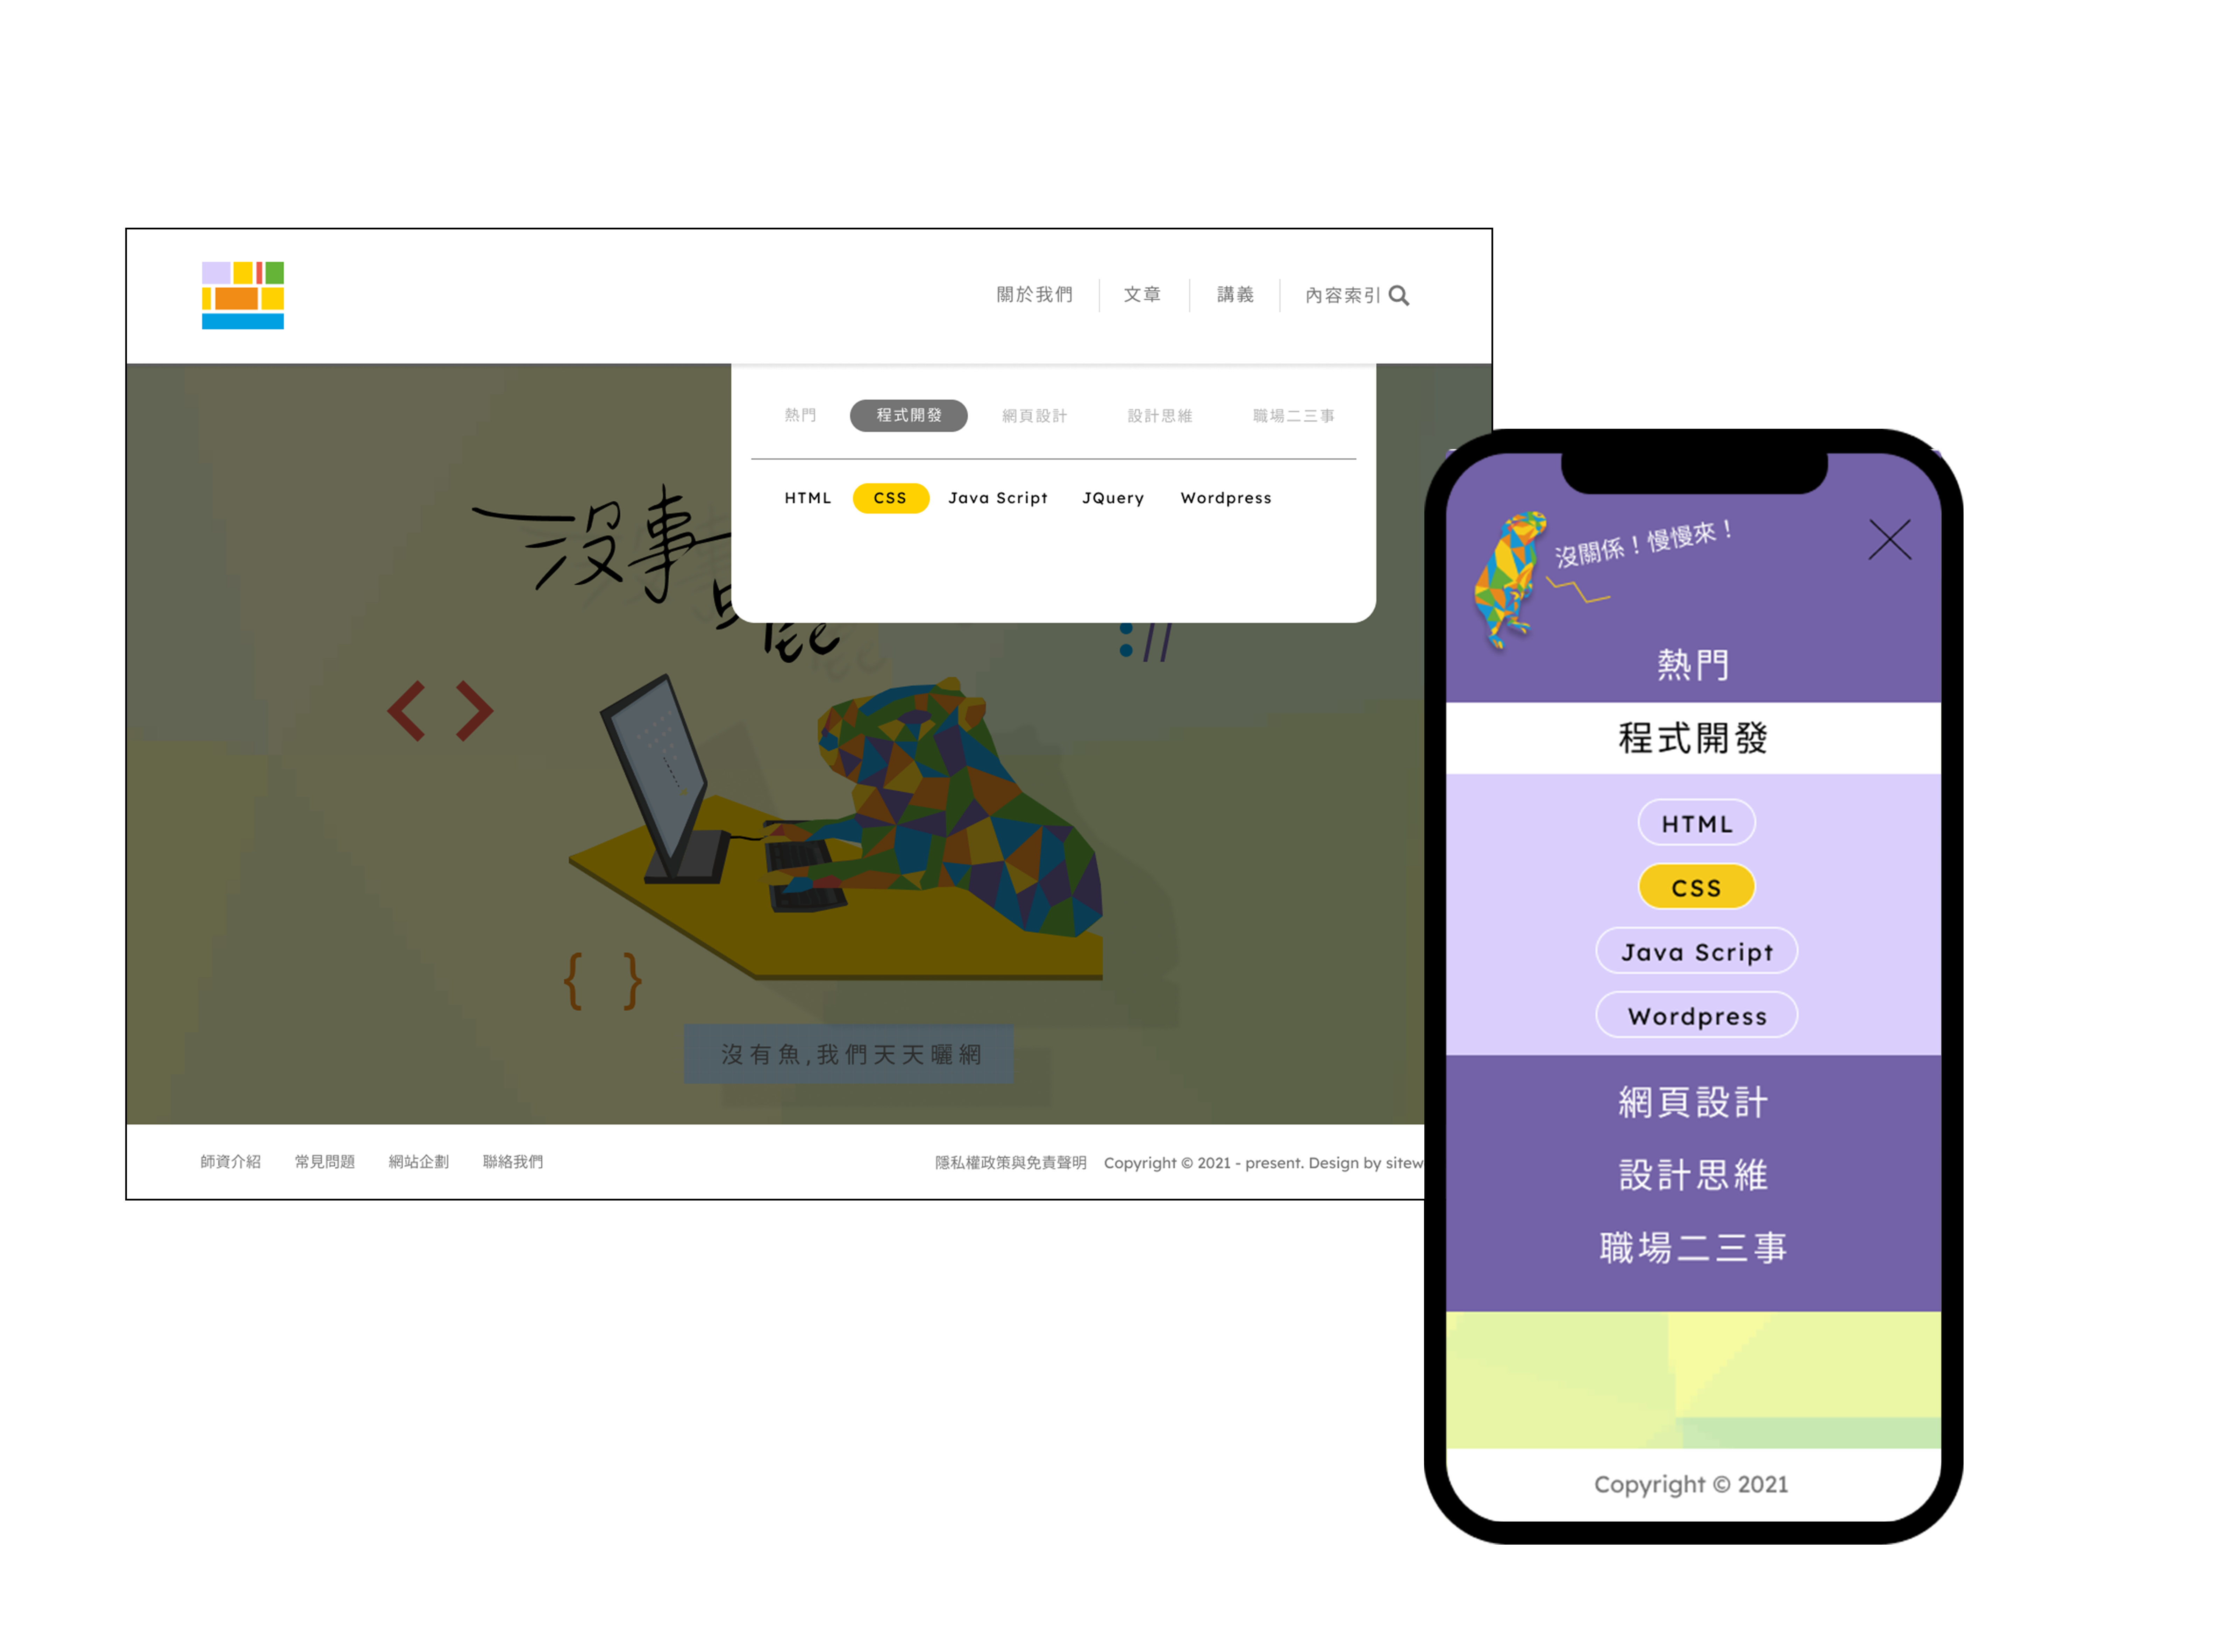 關於我們
文章
講義
內容索引
熱門
程式開發
網頁設計
設計思維
職場二三事
HTML
CSS
Java Script
JQuery
Wordpress
沒事
:// 
< >
{ }
沒有魚,我們天天曬網
師資介紹
常見問題
網站企劃
聯絡我們
隱私權政策與免責聲明
Copyright © 2021 - present. Design by sitew
沒關係！慢慢來！
熱門
程式開發
HTML
CSS
Java Script
Wordpress
網頁設計
設計思維
職場二三事
Copyright © 2021